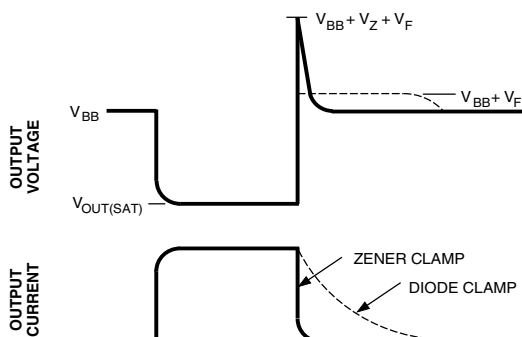 V_BB + V_Z + V_F
V_BB + V_F
V_BB
OUTPUT
VOLTAGE
V_OUT(SAT)
ZENER CLAMP
DIODE CLAMP
OUTPUT
CURRENT